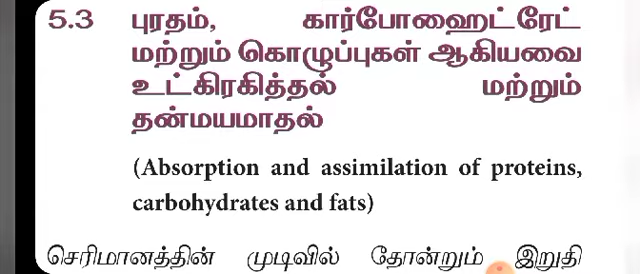 5.3 புரதம், கார்போஹைட்ரேட்
மற்றும் கொழுப்புகள் ஆகியவை
உட்கிரகித்தல் மற்றும்
தன்மயமாதல்
(Absorption and assimilation of proteins,
carbohydrates and fats)
செரிமானத்தின் முடிவில் தோன்றும் இறுதி